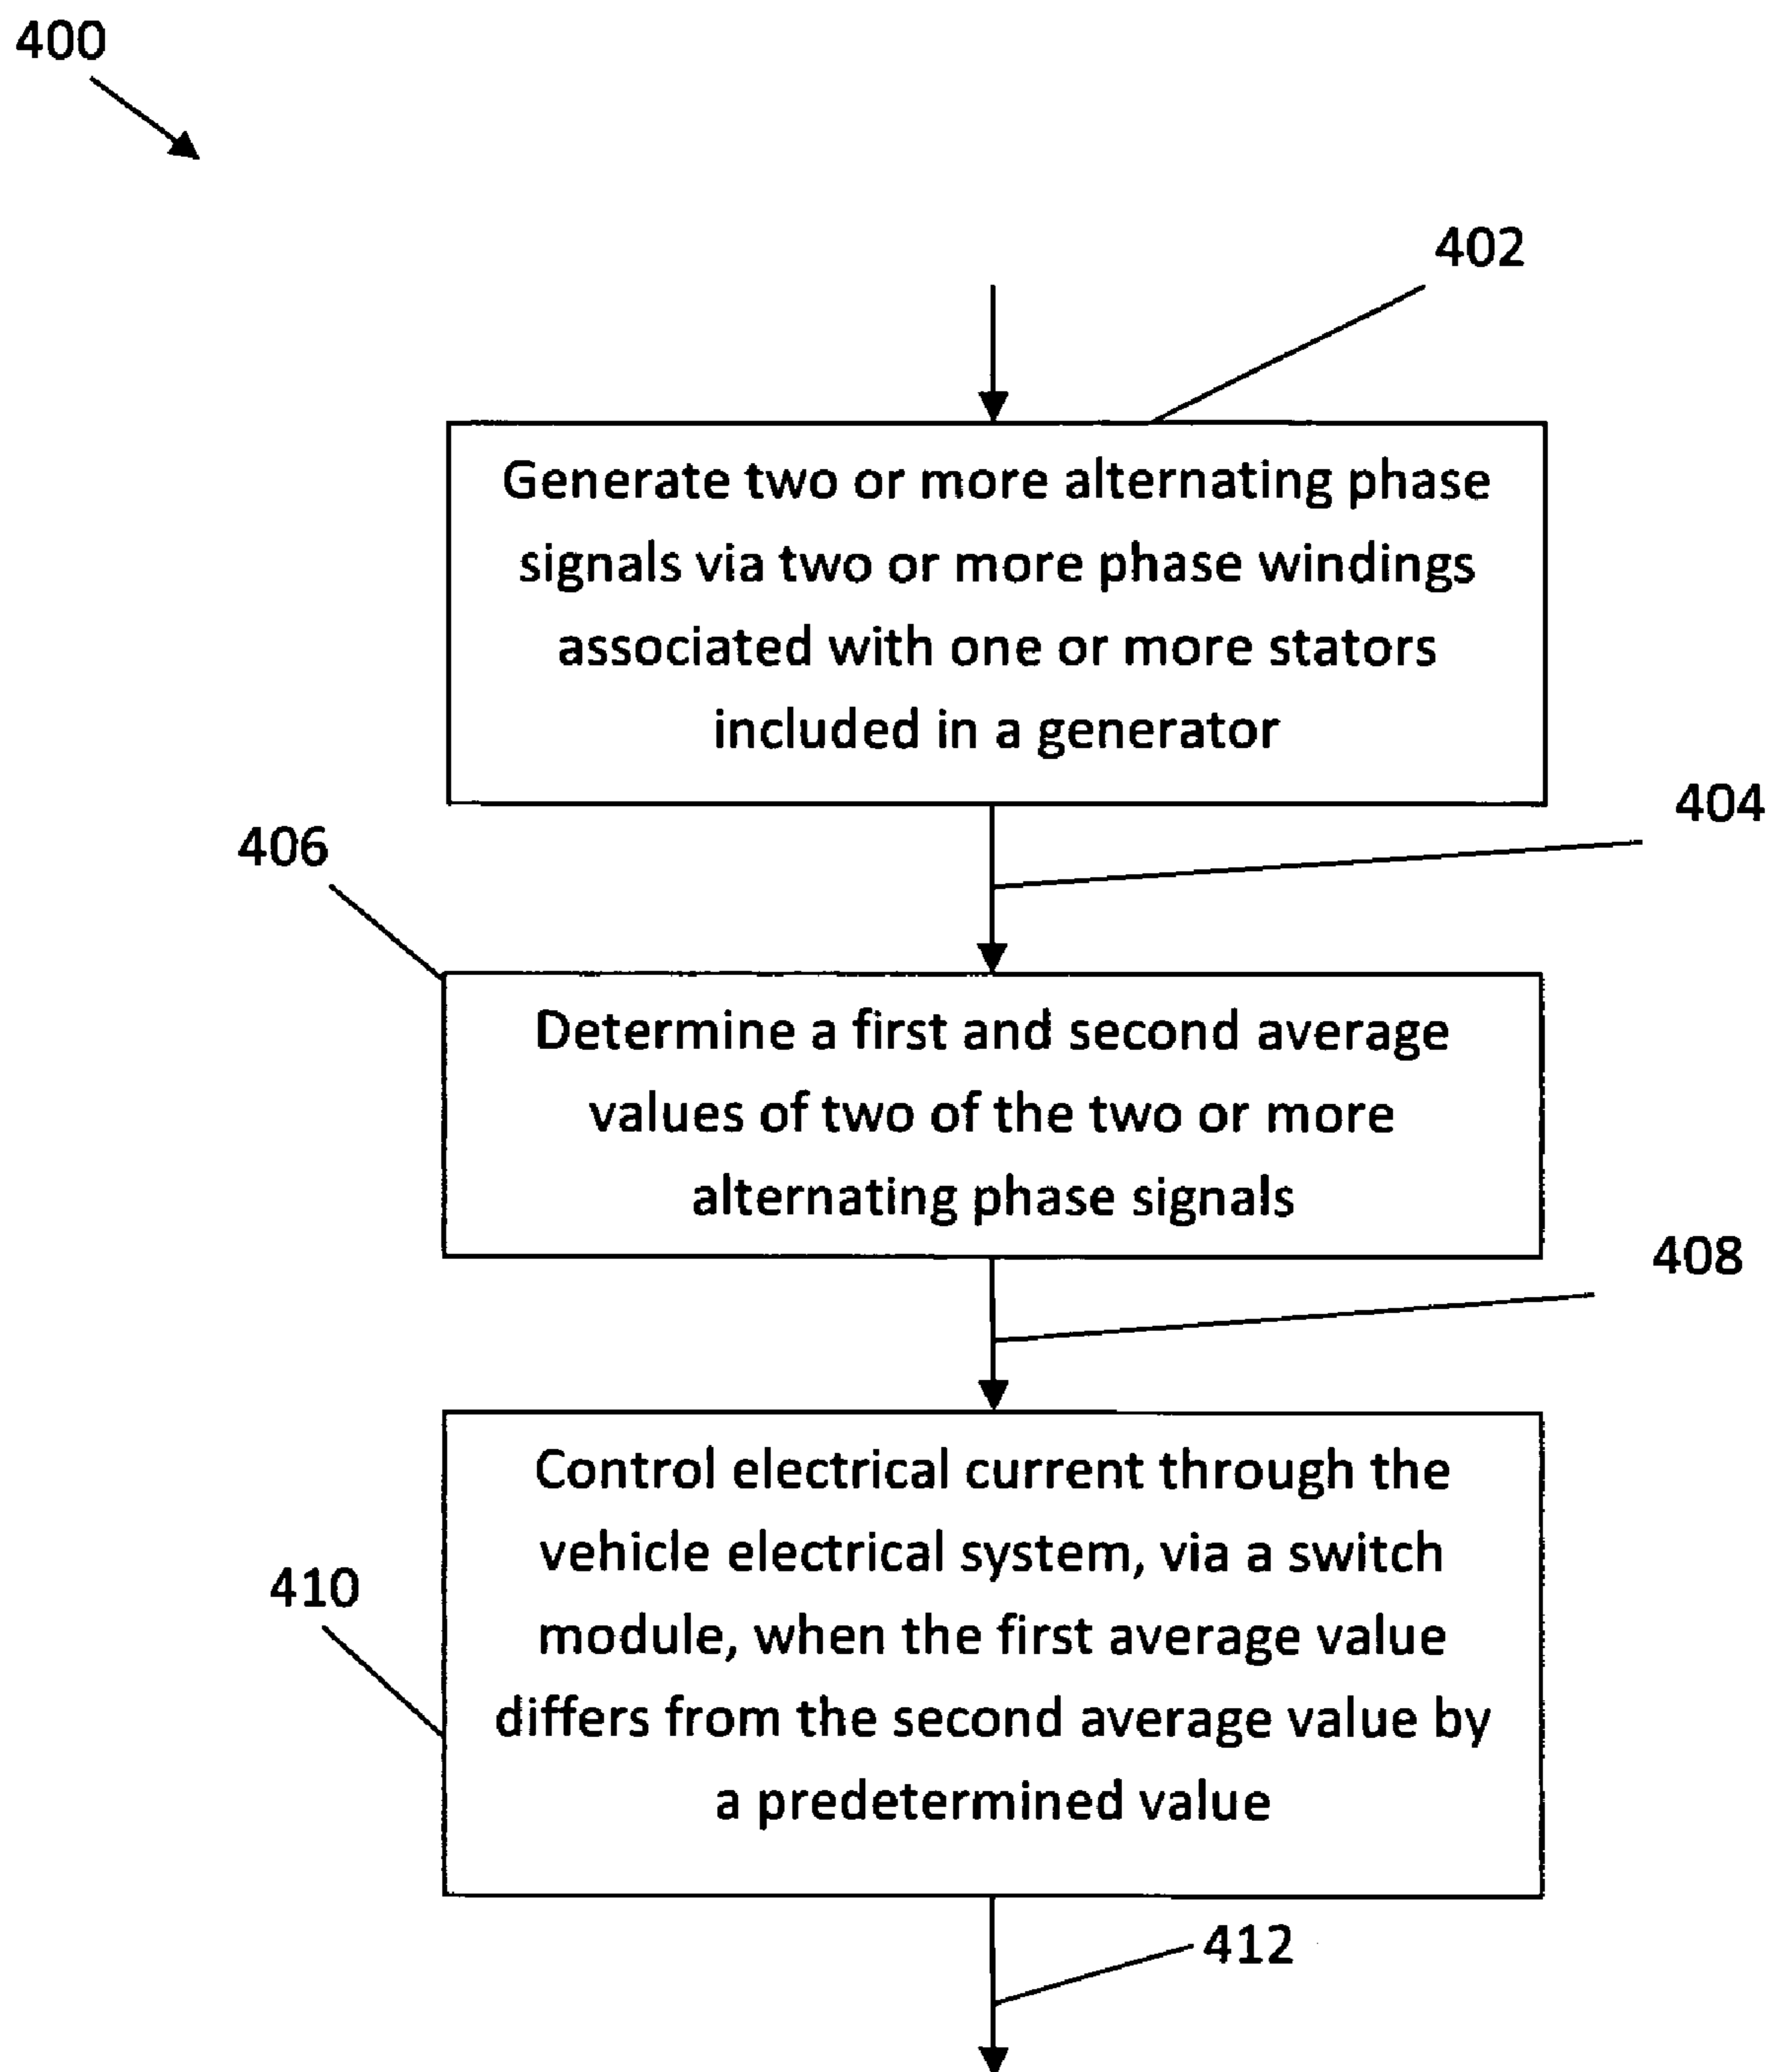 400
402
Generate two or more alternating phase
signals via two or more phase windings
associated with one or more stators
included in a generator
404
406
Determine a first and second average
values of two of the two or more
alternating phase signals
408
Control electrical current through the
vehicle electrical system, via a switch
module, when the first average value
differs from the second average value by
a predetermined value
410
412